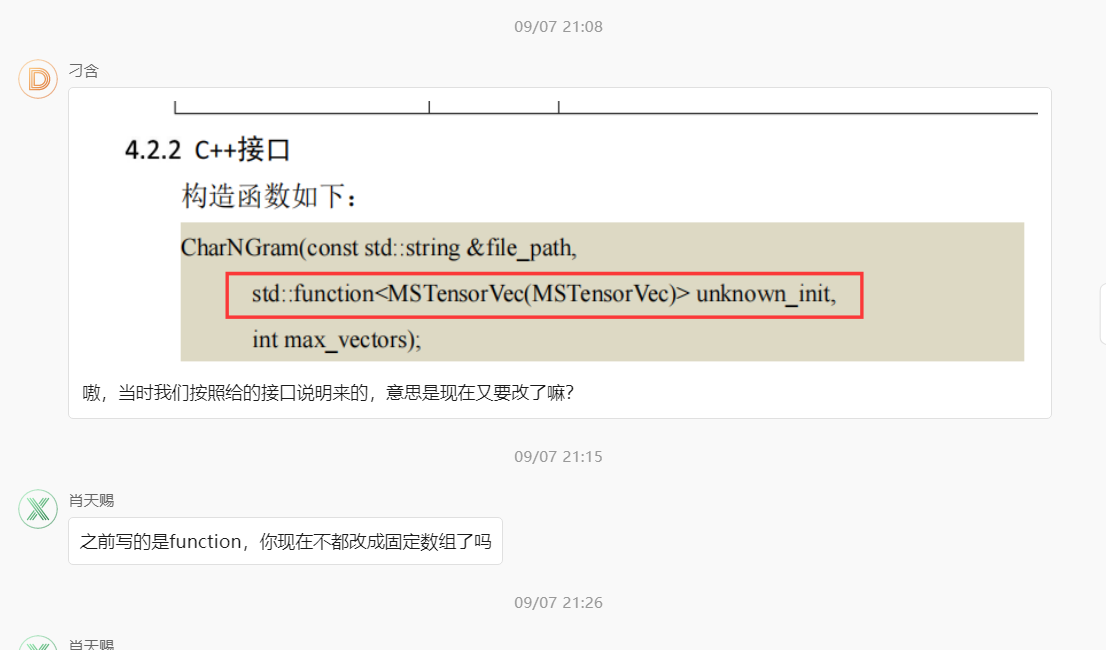 09/07 21:08
刁含
4.2.2 C++接口
构造函数如下：
CharNGram(const std::string &file_path,
std::function<MSTensorVec(MSTensorVec)> unknown_init,
int max_vectors);
嗷，当时我们按照给的接口说明来的，意思是现在又要改了嘛？
09/07 21:15
肖天赐
之前写的是function，你现在不都改成固定数组了吗
09/07 21:26
肖天赐